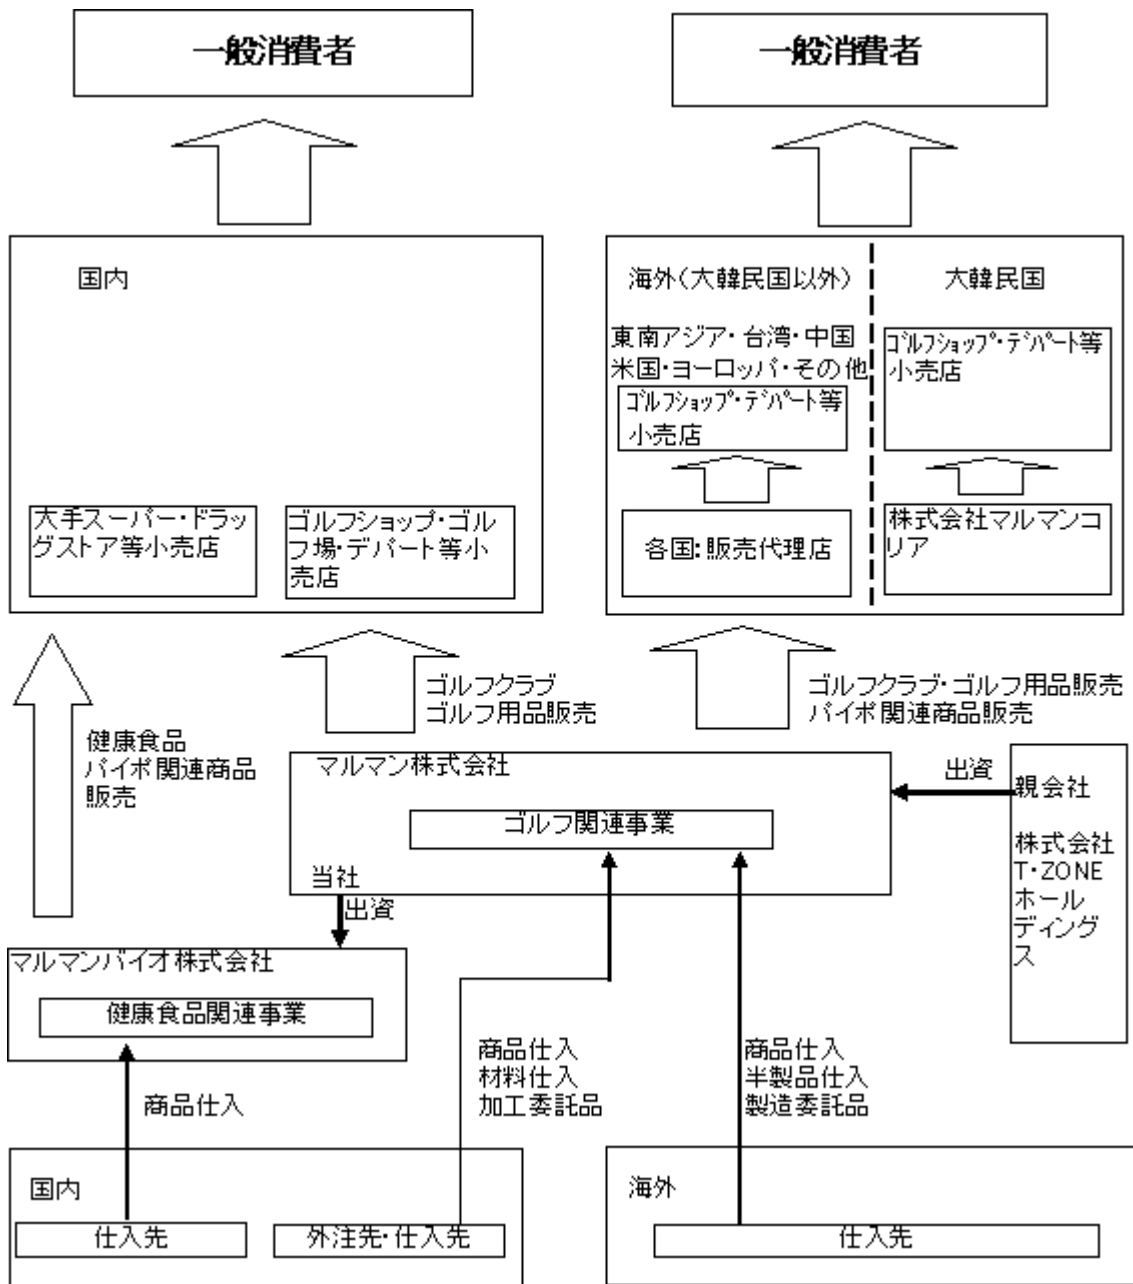 一般消費者
一般消費者
国内
大手スーパー・ドラッ
グストア等小売店
ゴルフショップ・ゴル
フ場・デパート等小
売店
海外（大韓民国以外）
東南アジア・台湾・中国
米国・ヨーロッパ・その他
ｺﾞﾙﾌｼｮｯﾌﾟ・ﾃﾞﾊﾟｰﾄ等
小売店
各国：販売代理店
大韓民国
ｺﾞﾙﾌｼｮｯﾌﾟ・ﾃﾞﾊﾟｰﾄ等
小売店
株式会社マルマンコ
リア
健康食品
パイポ関連商品
販売
ゴルフクラブ
ゴルフ用品販売
ゴルフクラブ・ゴルフ用品販売
パイポ関連商品販売
マルマン株式会社
ゴルフ関連事業
当社
出資
出資
親会社
株式会社
T・ZONE
ホール
ディング
ス
マルマンバイオ株式会社
健康食品関連事業
商品仕入
商品仕入
材料仕入
加工委託品
商品仕入
半製品仕入
製造委託品
国内
仕入先
外注先・仕入先
海外
仕入先